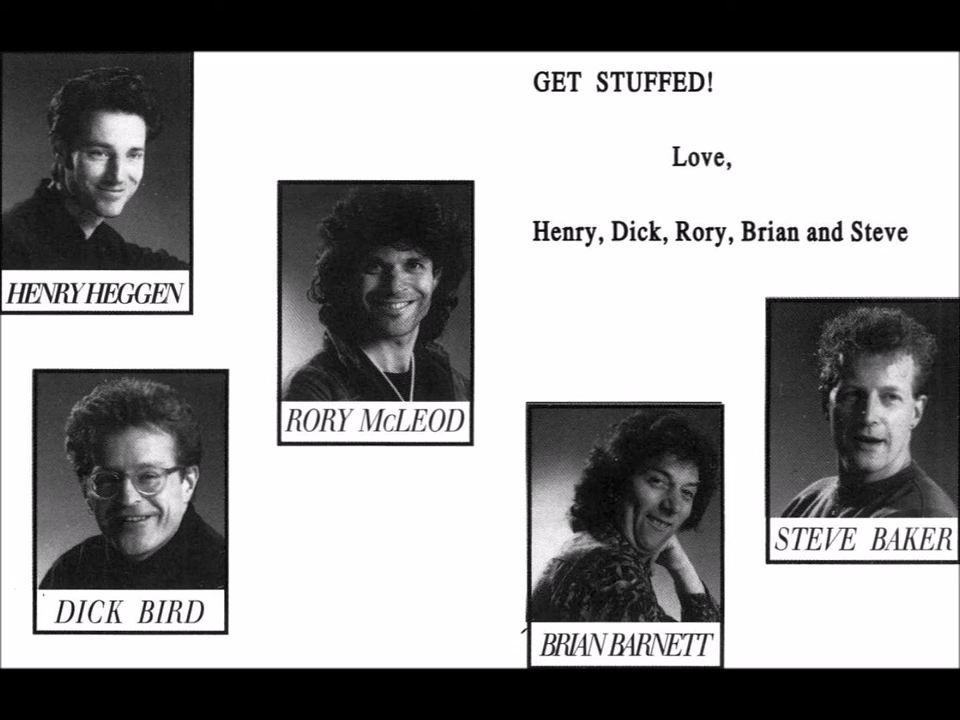 GET STUFFED!
Love,
Henry, Dick, Rory, Brian and Steve
HENRY HEGGEN
RORY McLEOD
STEVE BAKER
DICK BIRD
BRIAN BARNETT